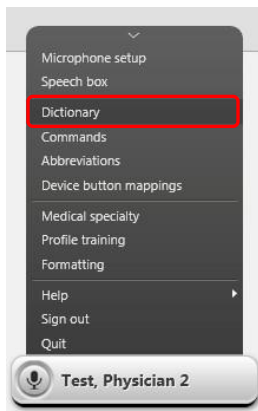 Microphone setup
Speech box
Dictionary
Commands
Abbreviations
Device button mappings
Medical specialty
Profile training
Formatting
Help
Sign out
Quit
Test, Physician 2